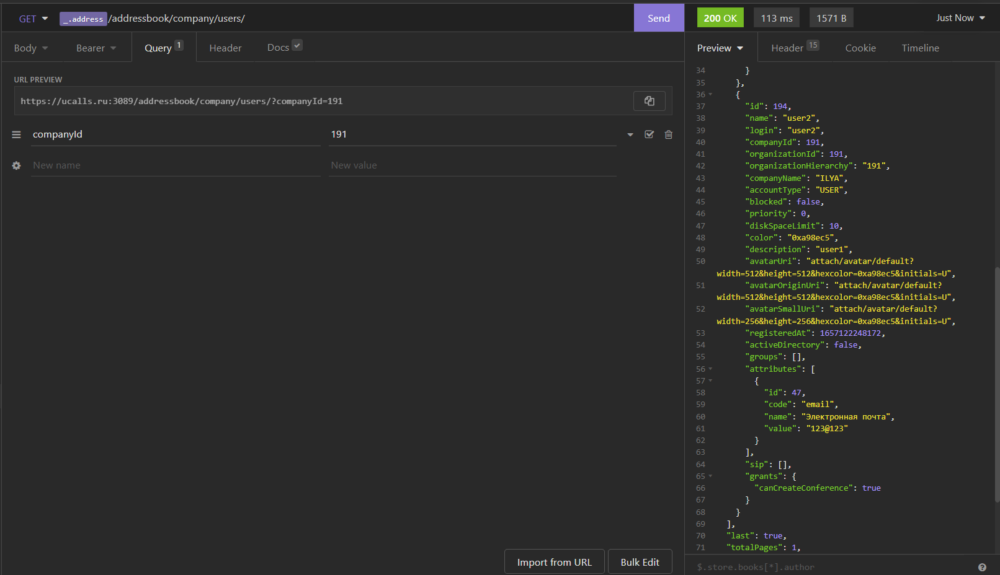 GET _.address /addressbook/company/users/ Send 200 OK 113 ms 1571 B Just Now
Body Bearer Query 1 Header Docs Preview Header 15 Cookie Timeline
URL PREVIEW
https://ucalls.ru:3089/addressbook/company/users/?companyId=191
companyId 191
New name New value
Import from URL Bulk Edit
34 }
35 },
36 {
37 "id": 194,
38 "name": "user2",
39 "login": "user2",
40 "companyId": 191,
41 "organizationId": 191,
42 "organizationHierarchy": "191",
43 "companyName": "ILYA",
44 "accountType": "USER",
45 "blocked": false,
46 "priority": 0,
47 "diskSpaceLimit": 10,
48 "color": "0xa98ec5",
49 "description": "user1",
50 "avatarUri": "attach/avatar/default?
width=512&height=512&hexcolor=0xa98ec5&initials=U",
51 "avatarOriginUri": "attach/avatar/default?
width=512&height=512&hexcolor=0xa98ec5&initials=U",
52 "avatarSmallUri": "attach/avatar/default?
width=256&height=256&hexcolor=0xa98ec5&initials=U",
53 "registeredAt": 1657122248172,
54 "activeDirectory": false,
55 "groups": [],
56 "attributes": [
57 {
58 "id": 47,
59 "code": "email",
60 "name": "Электронная почта",
61 "value": "123@123"
62 }
63 ],
64 "sip": [],
65 "grants": {
66 "canCreateConference": true
67 }
68 }
69 ],
70 "last": true,
71 "totalPages": 1,
$.store.books[*].author